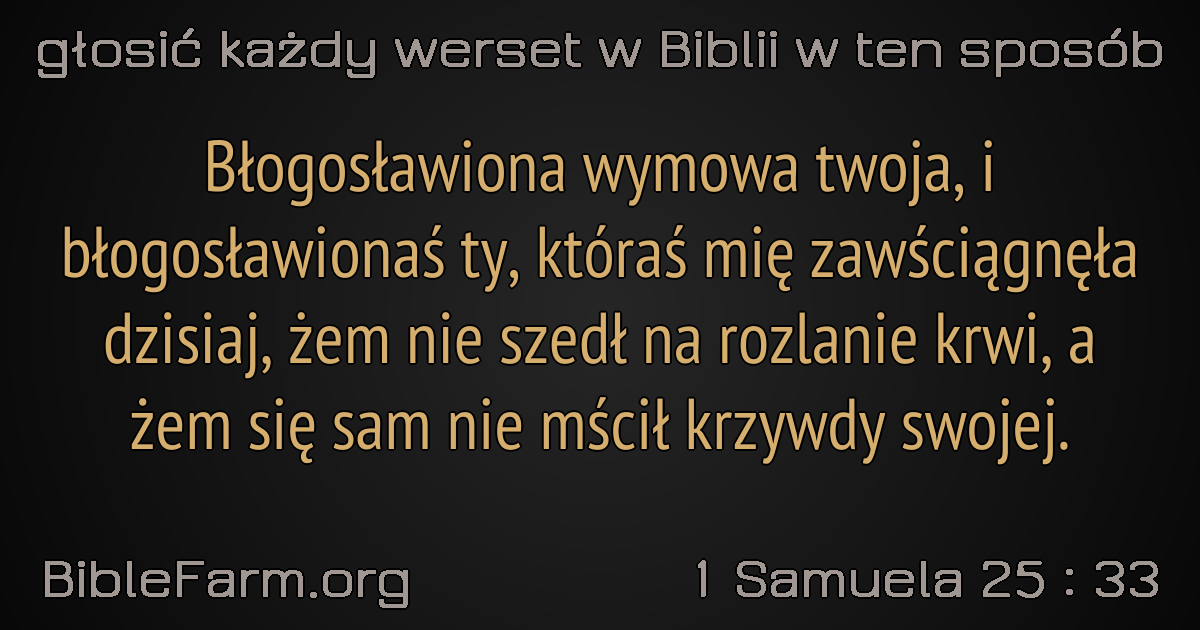 głosić każdy werset w Biblii w ten sposób
Błogosławiona wymowa twoja, i
błogosławionaś ty, któraś mię zawściągnęła
dzisiaj, żem nie szedł na rozlanie krwi, a
żem się sam nie mścił krzywdy swojej.
BibleFarm.org
1 Samuela 25 : 33